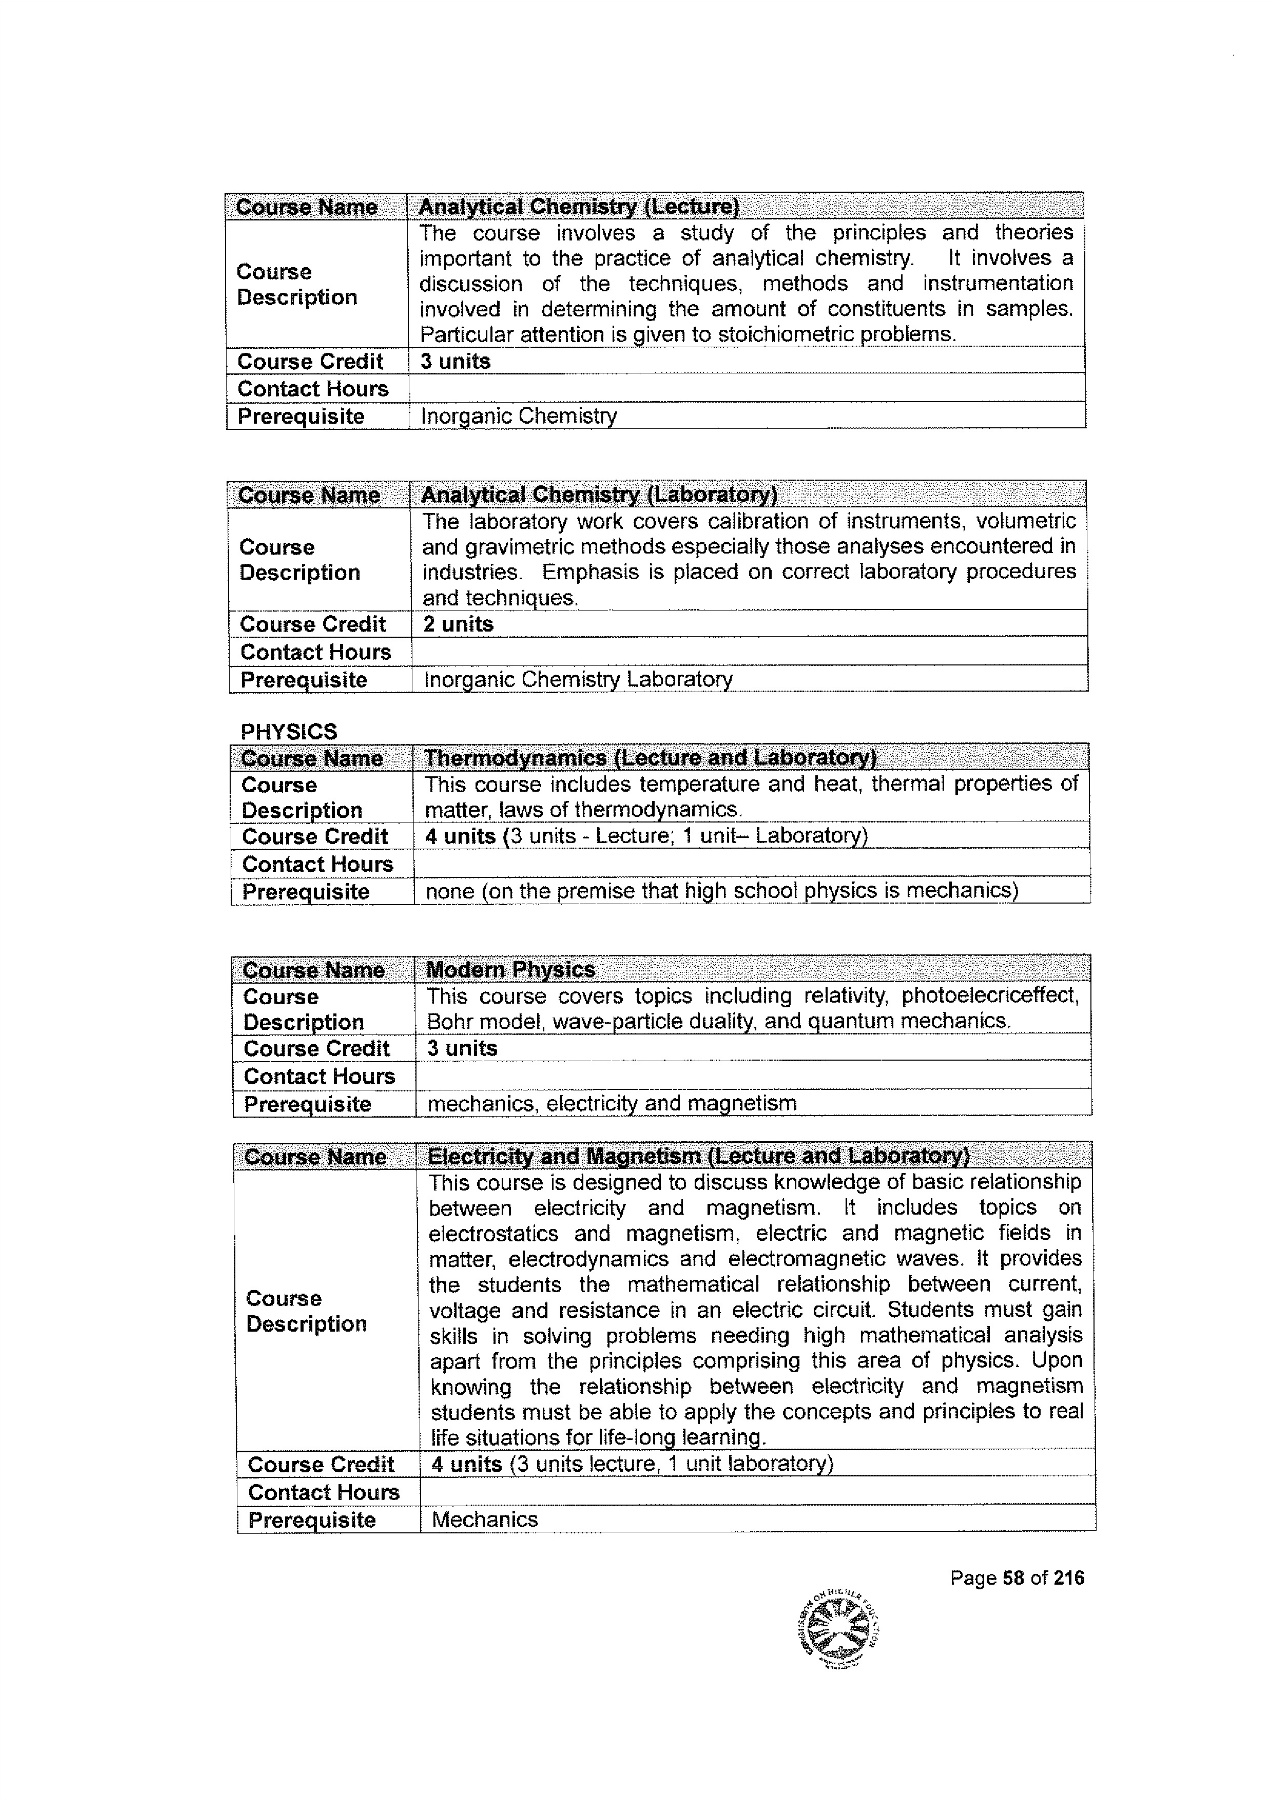 Course Name Analytical Chemistry (Lecture)
Course Description
The course involves a study of the principles and theories
important to the practice of analytical chemistry. It involves a
discussion of the techniques, methods and instrumentation
involved in determining the amount of constituents in samples.
Particular attention is given to stoichiometric problems.
Course Credit 3 units
Contact Hours
Prerequisite Inorganic Chemistry
Course Name Analytical Chemistry (Laboratory)
Course Description
The laboratory work covers calibration of instruments, volumetric
and gravimetric methods especially those analyses encountered in
industries. Emphasis is placed on correct laboratory procedures
and techniques.
Course Credit 2 units
Contact Hours
Prerequisite Inorganic Chemistry Laboratory
PHYSICS
Course Name Thermodynamics (Lecture and Laboratory)
Course Description
This course includes temperature and heat, thermal properties of
matter, laws of thermodynamics.
Course Credit 4 units (3 units - Lecture; 1 unit– Laboratory)
Contact Hours
Prerequisite none (on the premise that high school physics is mechanics)
Course Name Modern Physics
Course Description
This course covers topics including relativity, photoelecriceffect,
Bohr model, wave-particle duality, and quantum mechanics.
Course Credit 3 units
Contact Hours
Prerequisite mechanics, electricity and magnetism
Course Name Electricity and Magnetism (Lecture and Laboratory)
Course Description
This course is designed to discuss knowledge of basic relationship
between electricity and magnetism. It includes topics on
electrostatics and magnetism, electric and magnetic fields in
matter, electrodynamics and electromagnetic waves. It provides
the students the mathematical relationship between current,
voltage and resistance in an electric circuit. Students must gain
skills in solving problems needing high mathematical analysis
apart from the principles comprising this area of physics. Upon
knowing the relationship between electricity and magnetism
students must be able to apply the concepts and principles to real
life situations for life-long learning.
Course Credit 4 units (3 units lecture, 1 unit laboratory)
Contact Hours
Prerequisite Mechanics
Page 58 of 216
COMMISSION ON HIGHER EDUCATION